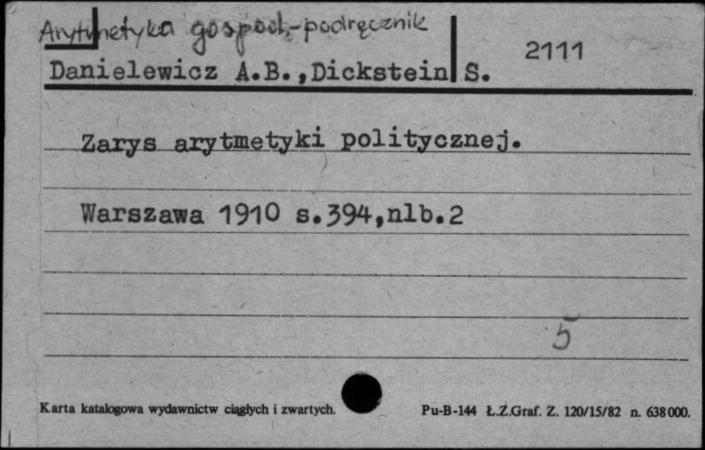 Arytmetyka gospod.-podręcznik
2111
Danielewicz A.B.,Dickstein S.
Zarys arytmetyki politycznej.
Warszawa 1910 s.394,nlb.2
5
Karta katalogowa wydawnictw ciągłych i zwartych.
Pu-B-144 Ł.Z.Graf. Z. 120/15/82 n. 638000.